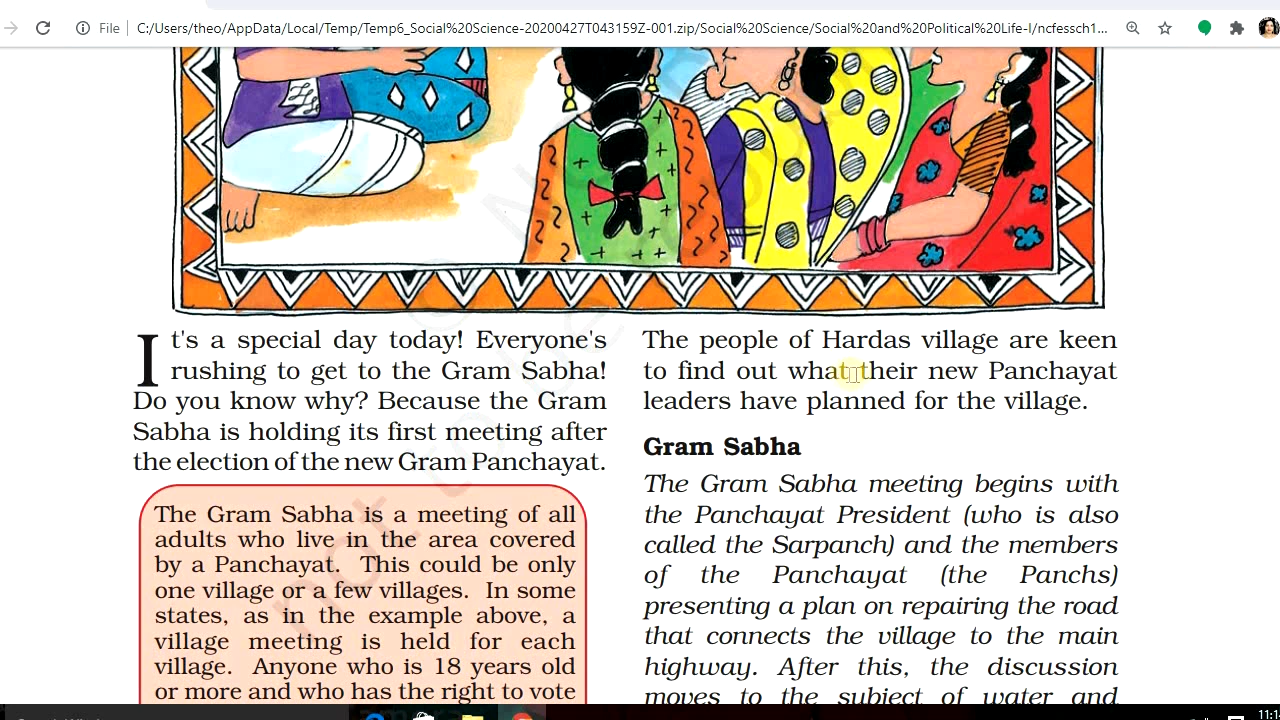 File
C:/Users/theo/AppData/Local/Temp/Temp6_Social%20Science-20200427T043159Z-001.zip/Social%20Science/Social%20and%20Political%20Life-I/ncfessch1...
It's a special day today! Everyone's
rushing to get to the Gram Sabha!
Do you know why? Because the Gram
Sabha is holding its first meeting after
the election of the new Gram Panchayat.
The Gram Sabha is a meeting of all
adults who live in the area covered
by a Panchayat. This could be only
one village or a few villages. In some
states, as in the example above, a
village meeting is held for each
village. Anyone who is 18 years old
or more and who has the right to vote
The people of Hardas village are keen
to find out what their new Panchayat
leaders have planned for the village.
Gram Sabha
The Gram Sabha meeting begins with
the Panchayat President (who is also
called the Sarpanch) and the members
of the Panchayat (the Panchs)
presenting a plan on repairing the road
that connects the village to the main
highway. After this, the discussion
moves to the subject of water and
not to be